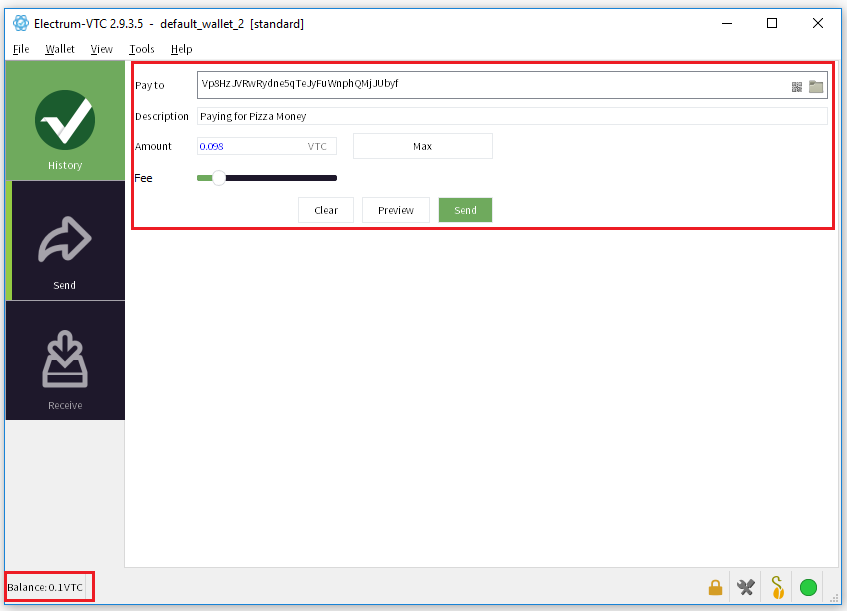 Electrum-VTC 2.9.3.5 - default_wallet_2 [standard]
File Wallet View Tools Help
Pay to Vp8HzJVRwRydne5qTeJyFuWnphQMjJUbyf
Description Paying for Pizza Money
Amount 0.098 VTC Max
History
Fee
Clear Preview Send
Send
Receive
Balance: 0.1 VTC